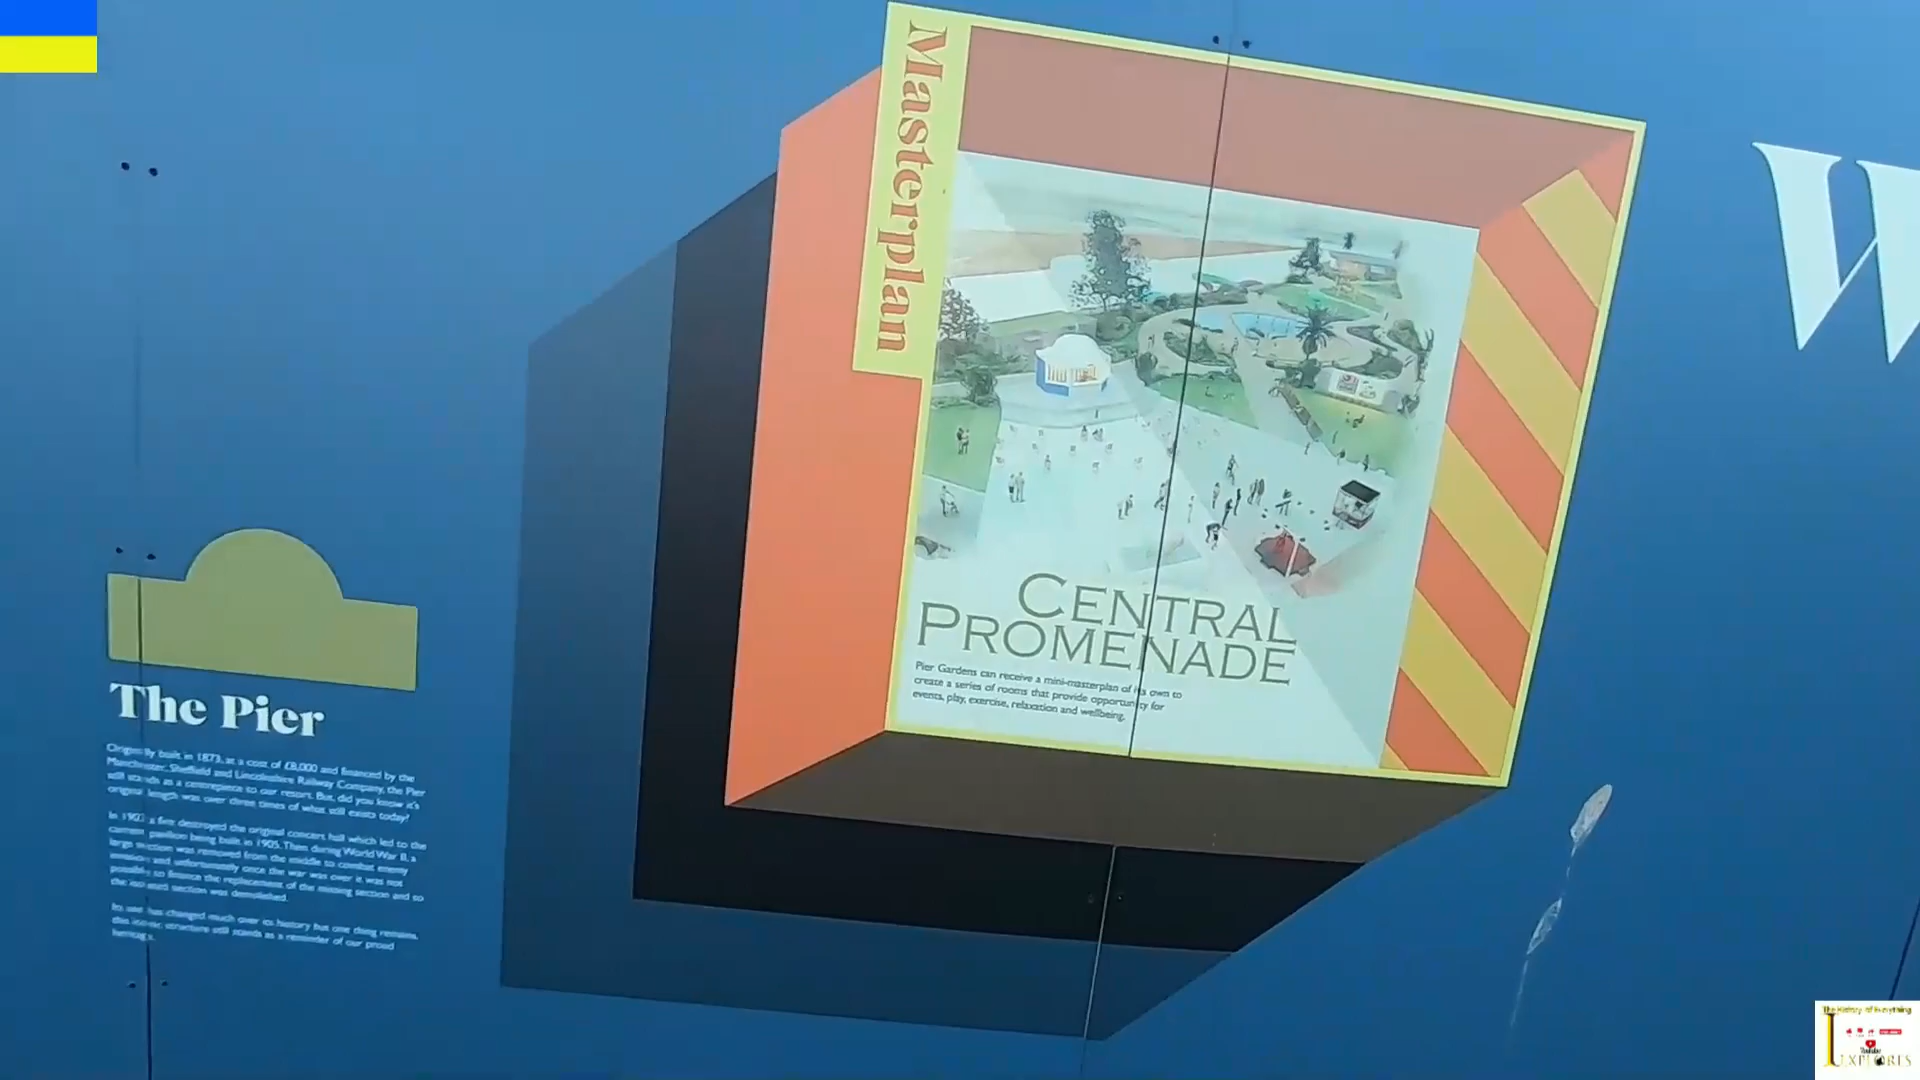 Masterplan
W
CENTRAL
PROMENADE
Pier Gardens can receive a mini-masterplan of its own to
create a series of rooms that provide opportunity for
events, play, exercise, relaxation and wellbeing.
The Pier
Originally built in 1873, at a cost of £8,000 and financed by the
Manchester, Sheffield and Lincolnshire Railway Company, the Pier
still stands as a centrepiece to our resort. But, did you know it's
original length was over three times of what still exists today?
In 1903 a fire destroyed the original concert hall which led to the
current pavilion being built in 1905. Then during World War II, a
large section was removed from the middle to combat enemy
invasion and unfortunately once the war was over it was not
possible to finance the replacement of the missing section and so
the isolated section was demolished.
Its use has changed much over its history but one thing remains,
this iconic structure still stands as a reminder of our proud
heritage.
The History of Everything
YouTube
EXPLORES